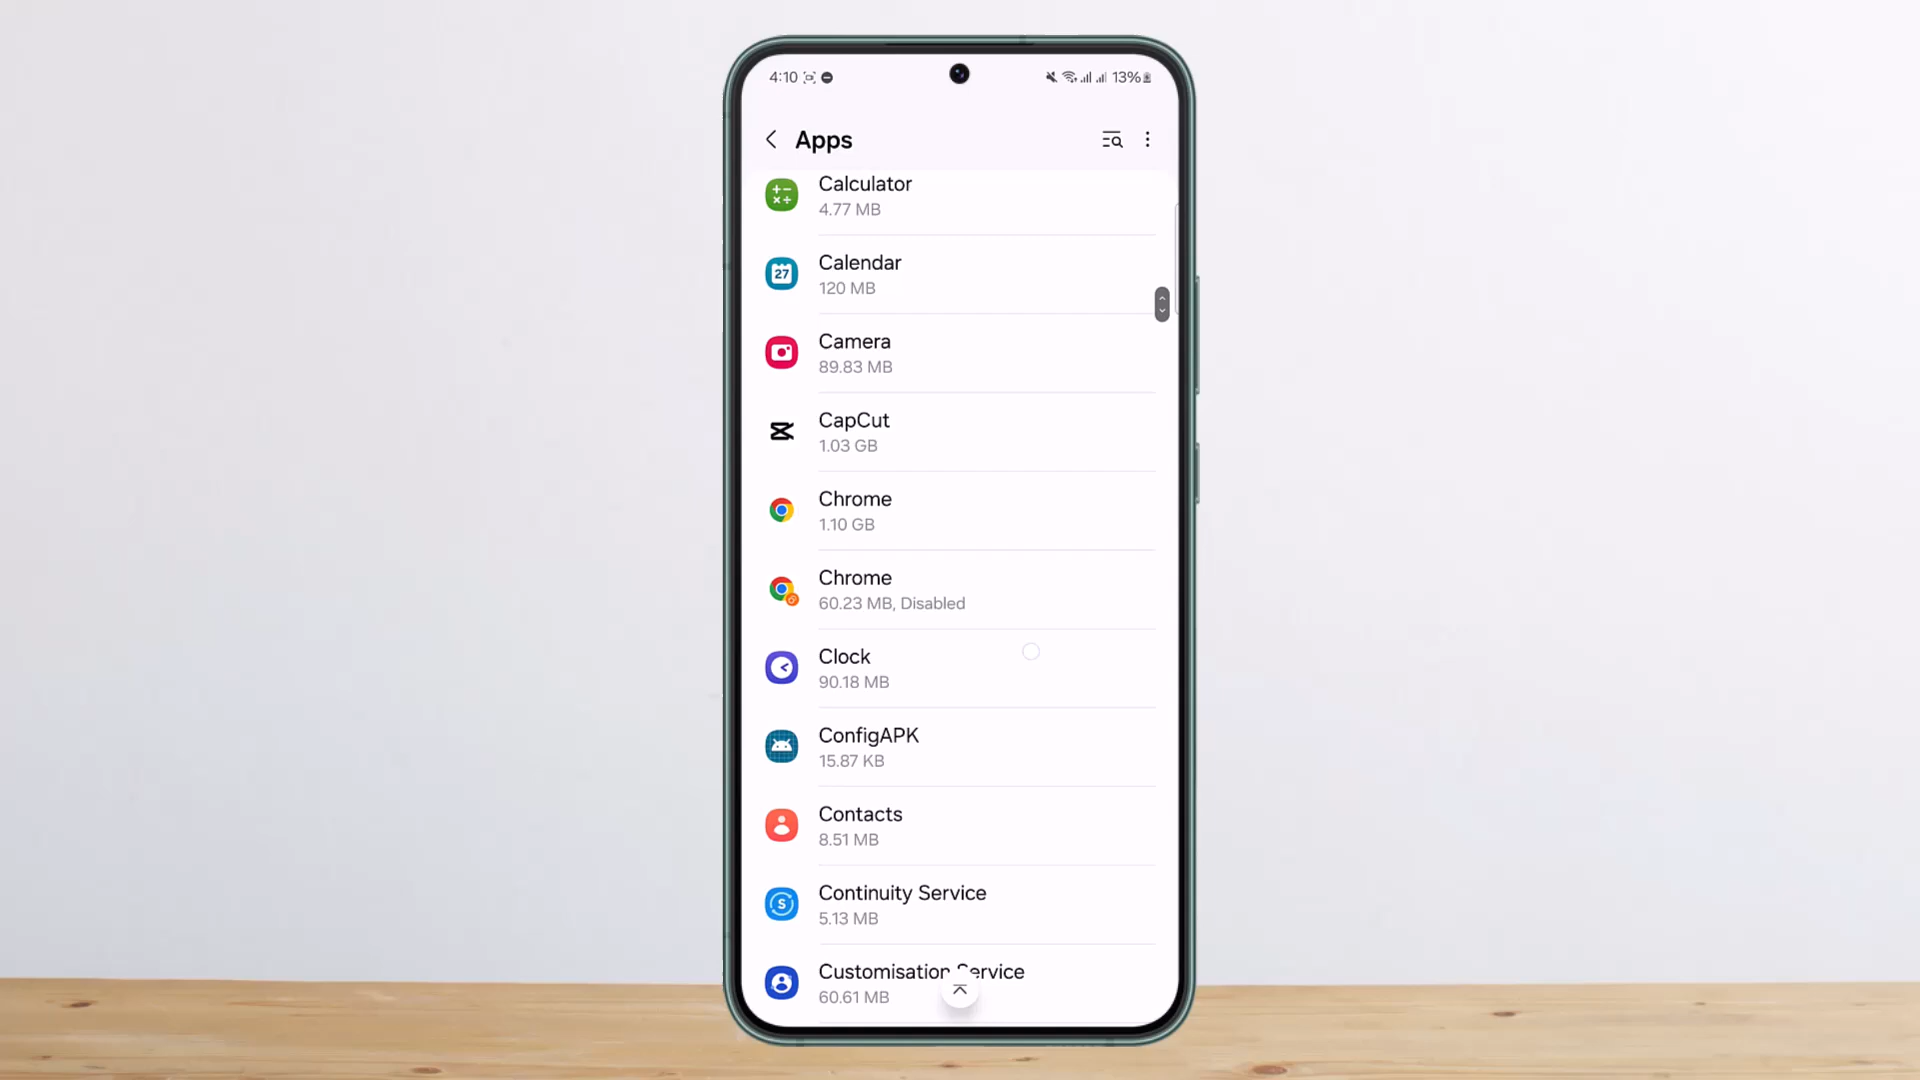 4:10
13%
Apps
Calculator
4.77 MB
27
Calendar
120 MB
Camera
89.83 MB
CapCut
1.03 GB
Chrome
1.10 GB
Chrome
60.23 MB, Disabled
Clock
90.18 MB
ConfigAPK
15.87 KB
Contacts
8.51 MB
S
Continuity Service
5.13 MB
Customisation Service
60.61 MB